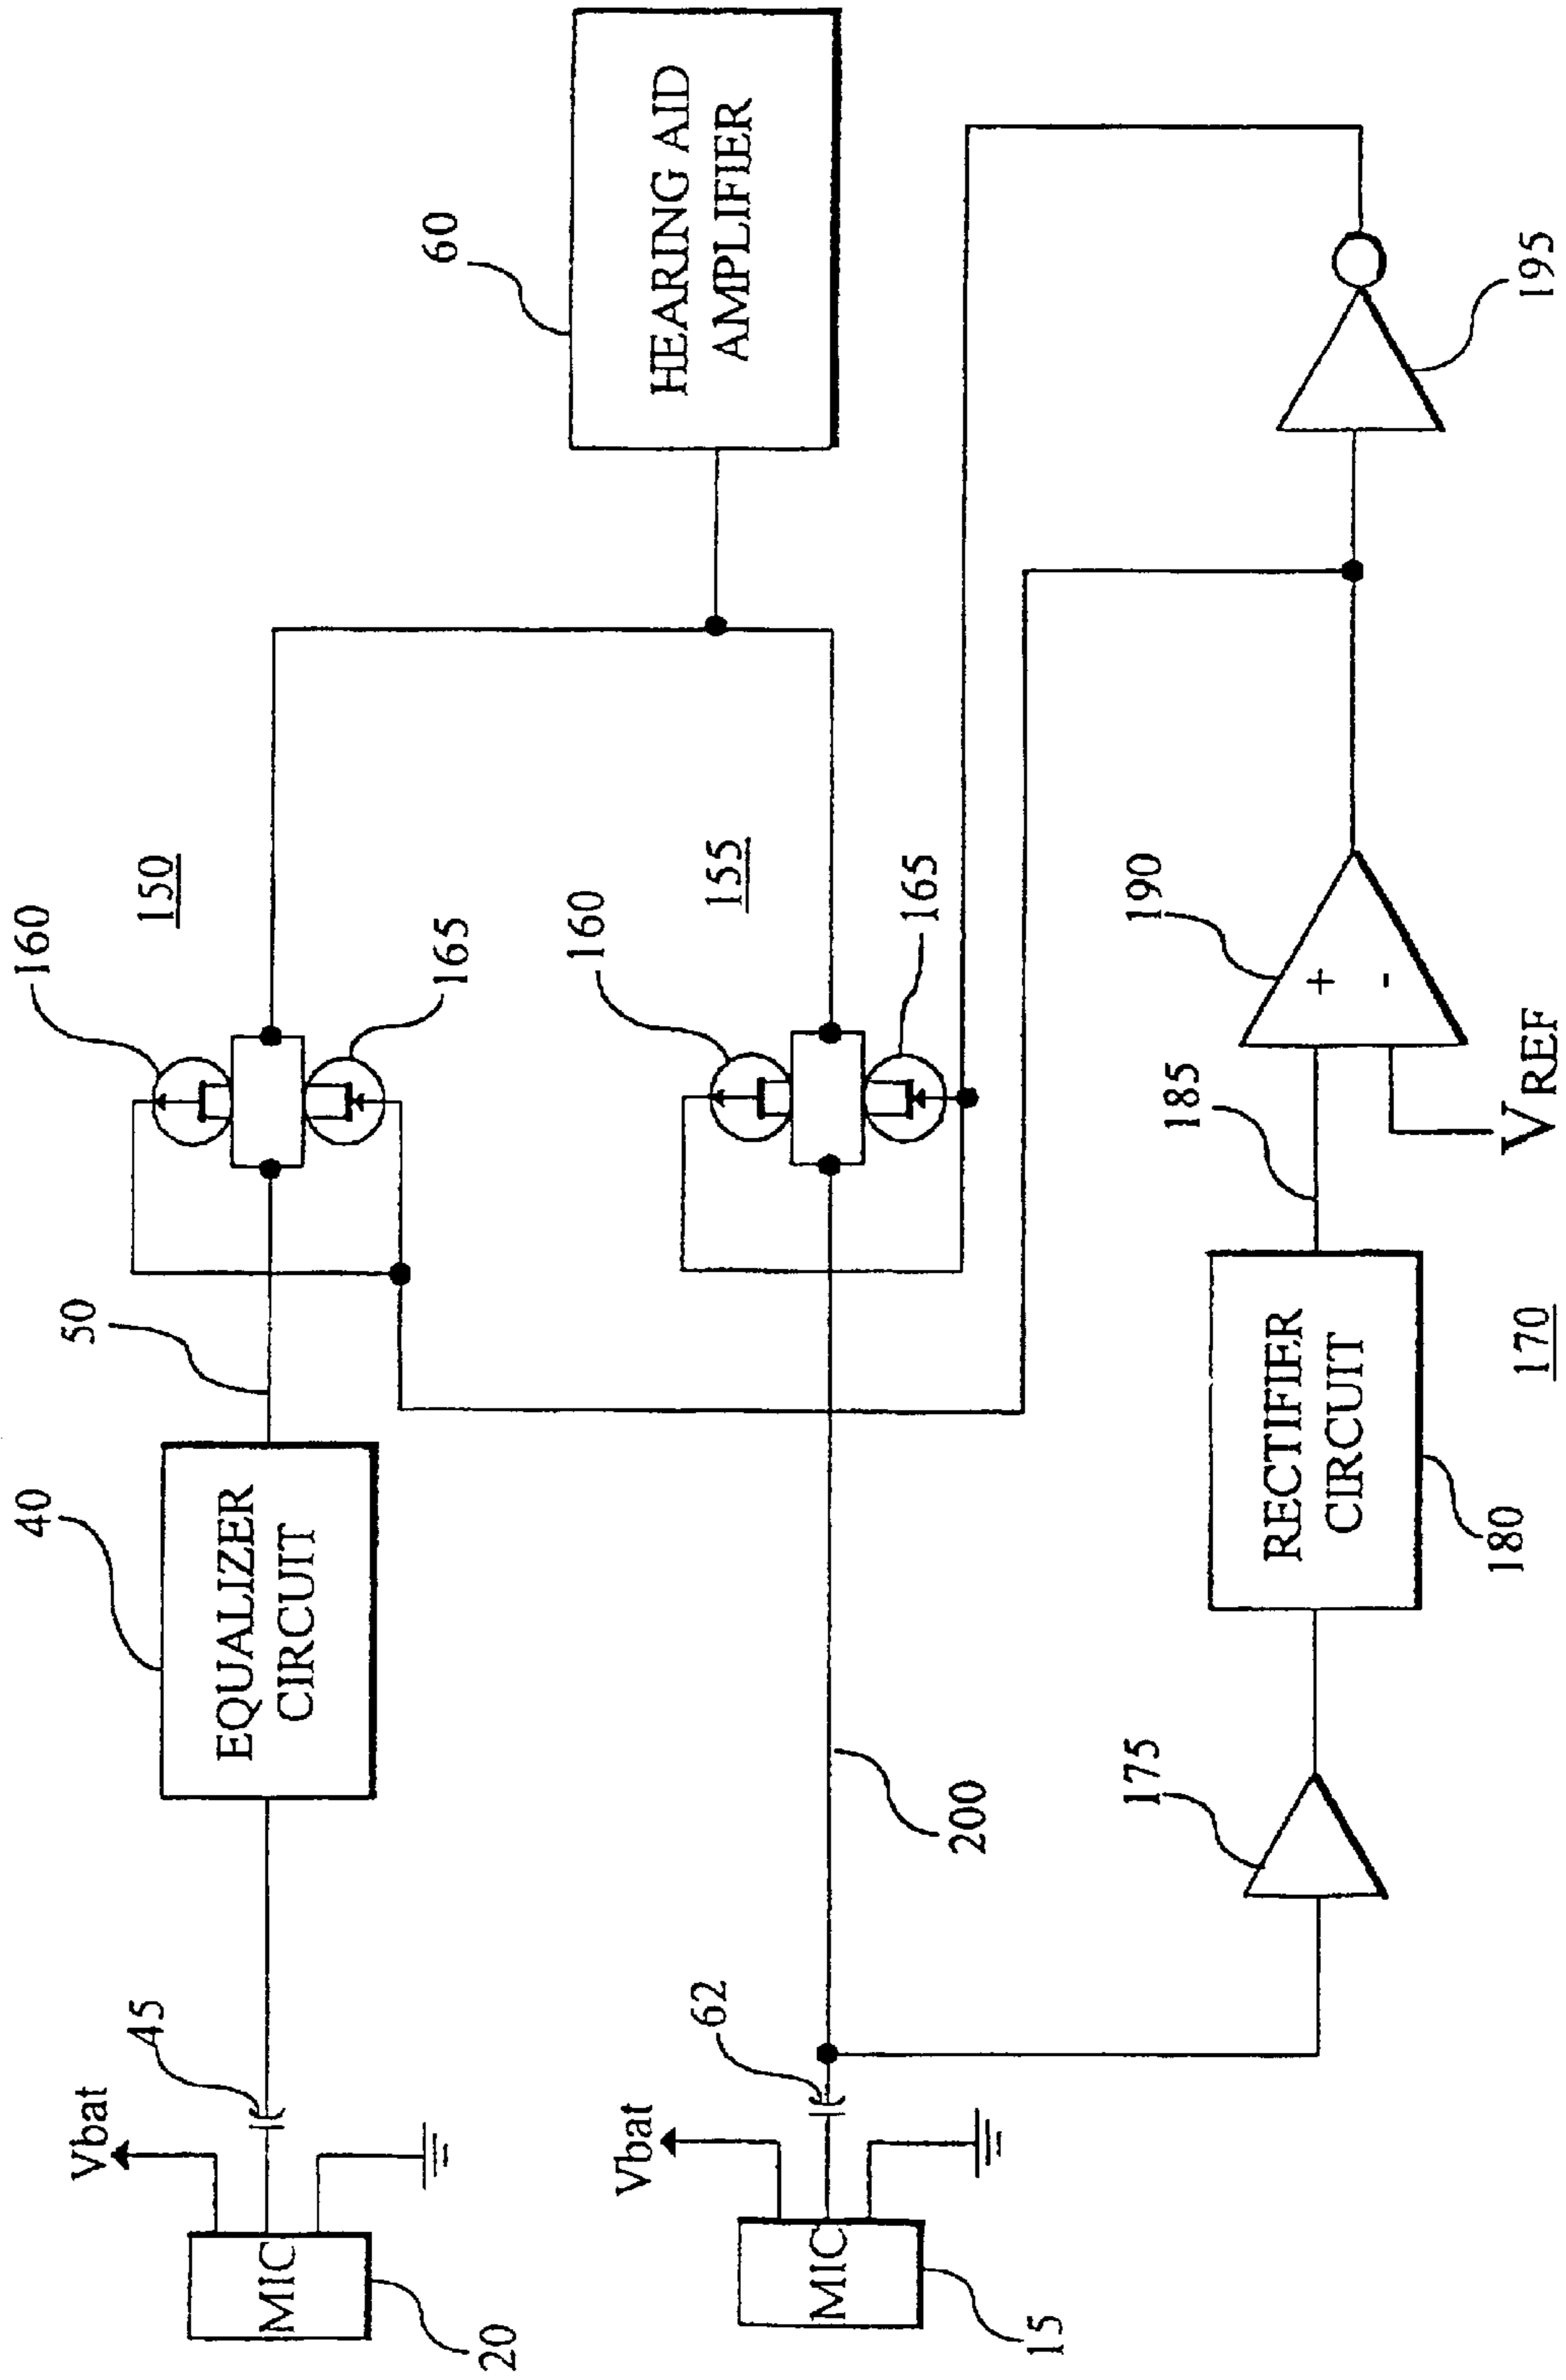 20
MIC
Vbat
45
40
EQUALIZER
CIRCUIT
50
160
165
150
60
HEARING AID
AMPLIFIER
15
MIC
Vbat
62
200
160
165
155
175
RECTIFIER
CIRCUIT
180
170
185
190
+
-
VREF
195